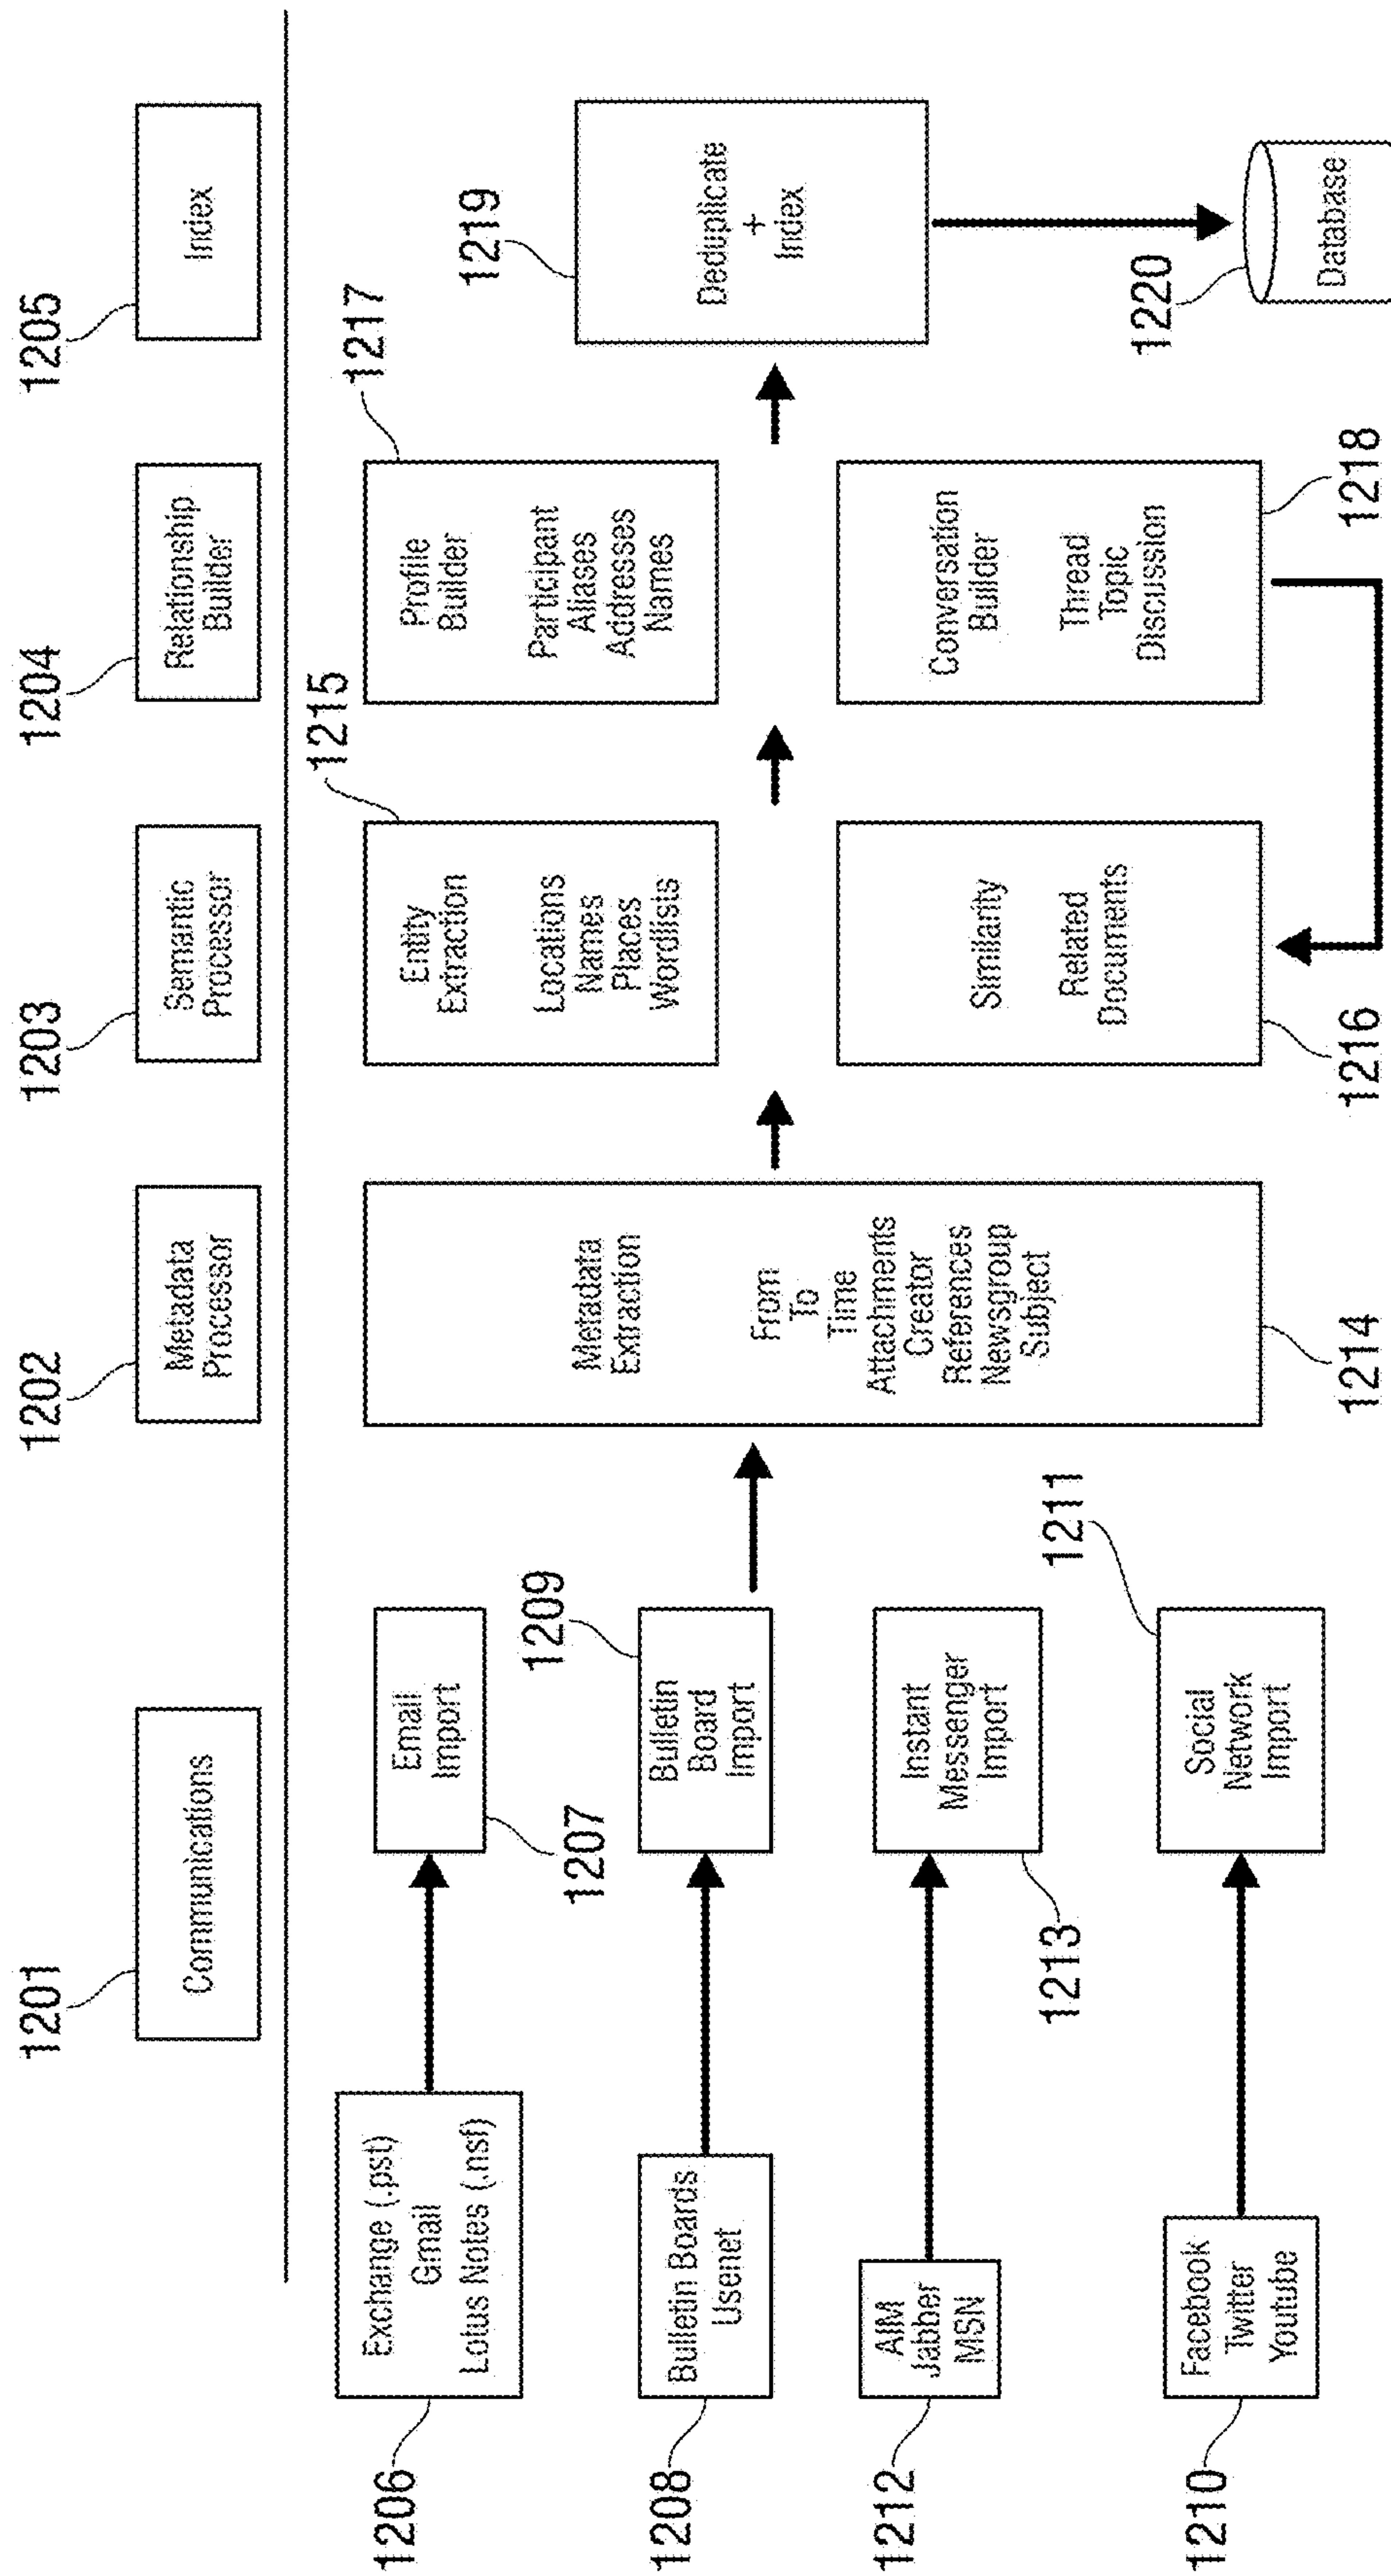 1201
1202
1203
1204
1205
Communications
Metadata
Processor
Semantic
Processor
Relationship
Builder
Index
1206
Exchange (.pst)
Gmail
Lotus Notes (.nsf)
Email
Import
1207
1208
Bulletin Boards
Usenet
1209
Bulletin
Board
Import
1212
AIM
Jabber
MSN
Instant
Messenger
Import
1213
1210
Facebook
Twitter
Youtube
1211
Social
Network
Import
Metadada
Extraction
From
To
Time
Attachments
Creator
References
Newsgroup
Subject
1214
1215
Entity
Extraction
Locations
Names
Places
Wordlists
Similarity
Related
Documents
1216
1217
Profile
Builder
Participant
Aliases
Addresses
Names
Conversation
Builder
Thread
Topic
Discussion
1218
1219
Deduplicate
+
Index
1220
Database